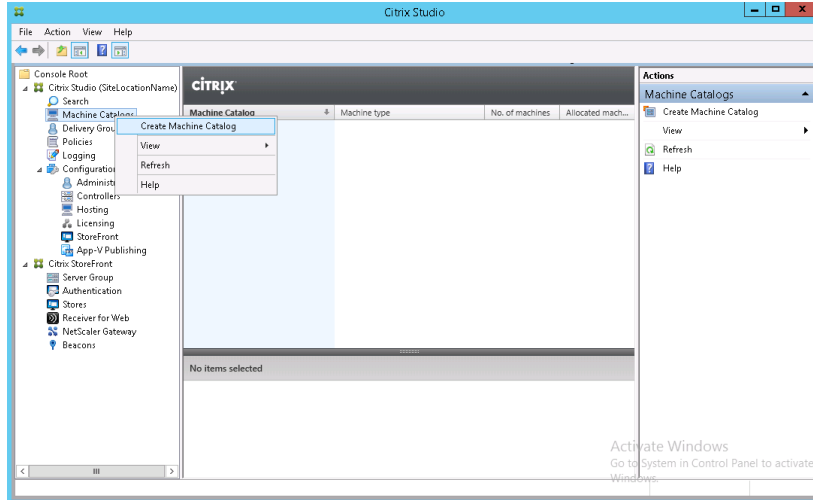 Citrix Studio
File Action View Help
Console Root
Citrix Studio (SiteLocationName)
Search
Machine Catalogs
Delivery Grou
Policies
Logging
Configuration
Administ
Controllers
Hosting
Licensing
StoreFront
App-V Publishing
Citrix StoreFront
Server Group
Authentication
Stores
Receiver for Web
NetScaler Gateway
Beacons
Create Machine Catalog
View
Refresh
Help
CİTRIX
Machine Catalog Machine type No. of machines Allocated mach...
No items selected
Actions
Machine Catalogs
Create Machine Catalog
View
Refresh
Help
Activate Windows
Go to System in Control Panel to activate
Windows.